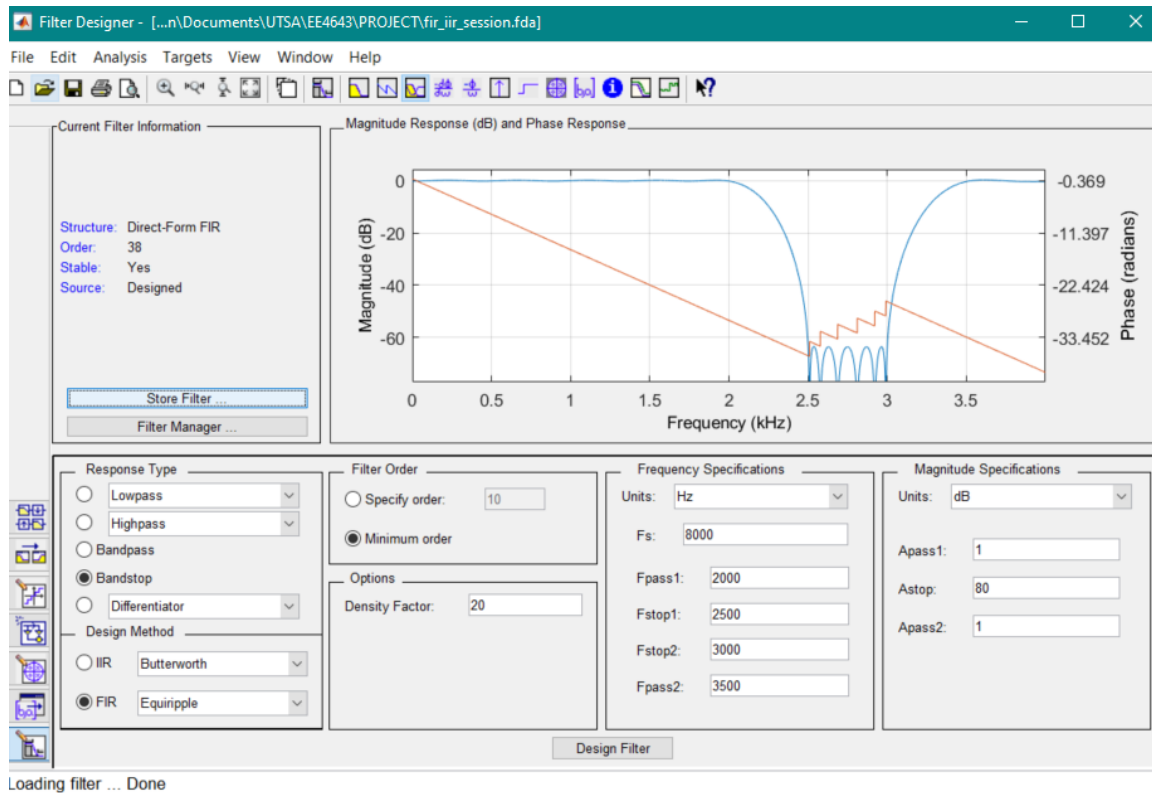 Filter Designer - [...n\Documents\UTSA\EE4643\PROJECT\fir_iir_session.fda]
File Edit Analysis Targets View Window Help
Current Filter Information
Structure: Direct-Form FIR
Order: 38
Stable: Yes
Source: Designed
Store Filter ...
Filter Manager ...
Magnitude Response (dB) and Phase Response
0
-20
-40
-60
Magnitude (dB)
-0.369
-11.397
-22.424
-33.452
Phase (radians)
0 0.5 1 1.5 2 2.5 3 3.5
Frequency (kHz)
Response Type
Lowpass
Highpass
Bandpass
Bandstop
Differentiator
Design Method
IIR Butterworth
FIR Equiripple
Filter Order
Specify order: 10
Minimum order
Options
Density Factor: 20
Frequency Specifications
Units: Hz
Fs: 8000
Fpass1: 2000
Fstop1: 2500
Fstop2: 3000
Fpass2: 3500
Magnitude Specifications
Units: dB
Apass1: 1
Astop: 80
Apass2: 1
Design Filter
Loading filter ... Done